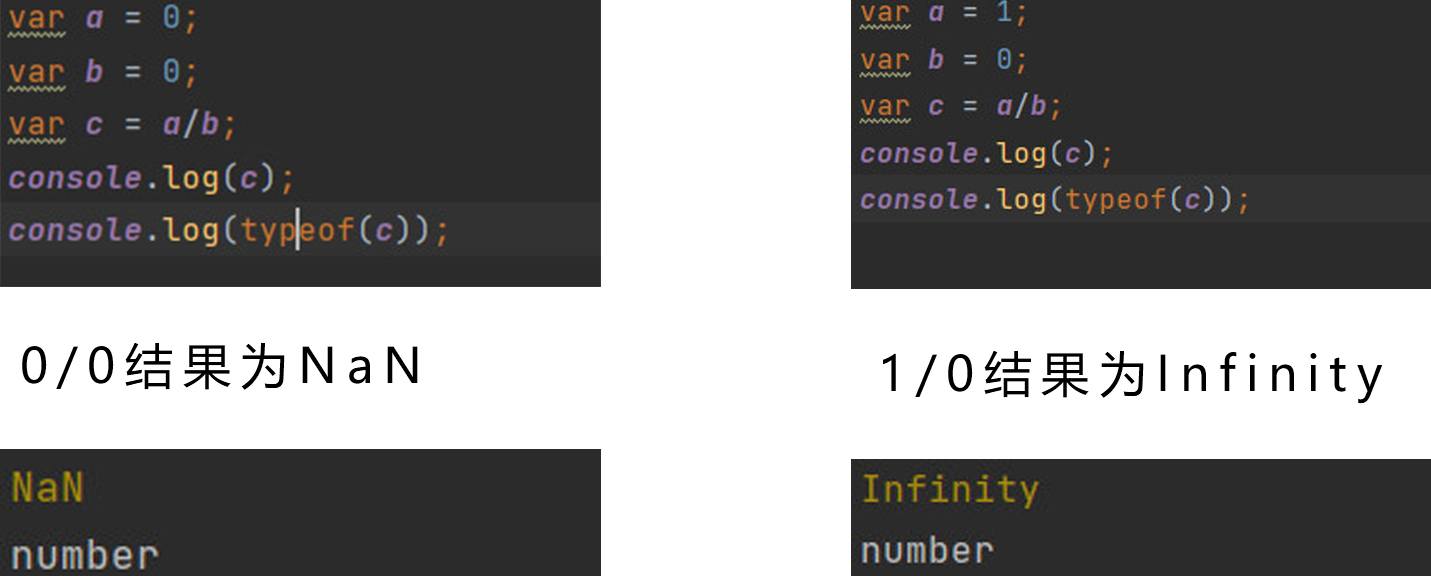 var a = 0;
var b = 0;
var c = a/b;
console.log(c);
console.log(typeof(c));
0/0结果为NaN
NaN
number
var a = 1;
var b = 0;
var c = a/b;
console.log(c);
console.log(typeof(c));
1/0结果为Infinity
Infinity
number